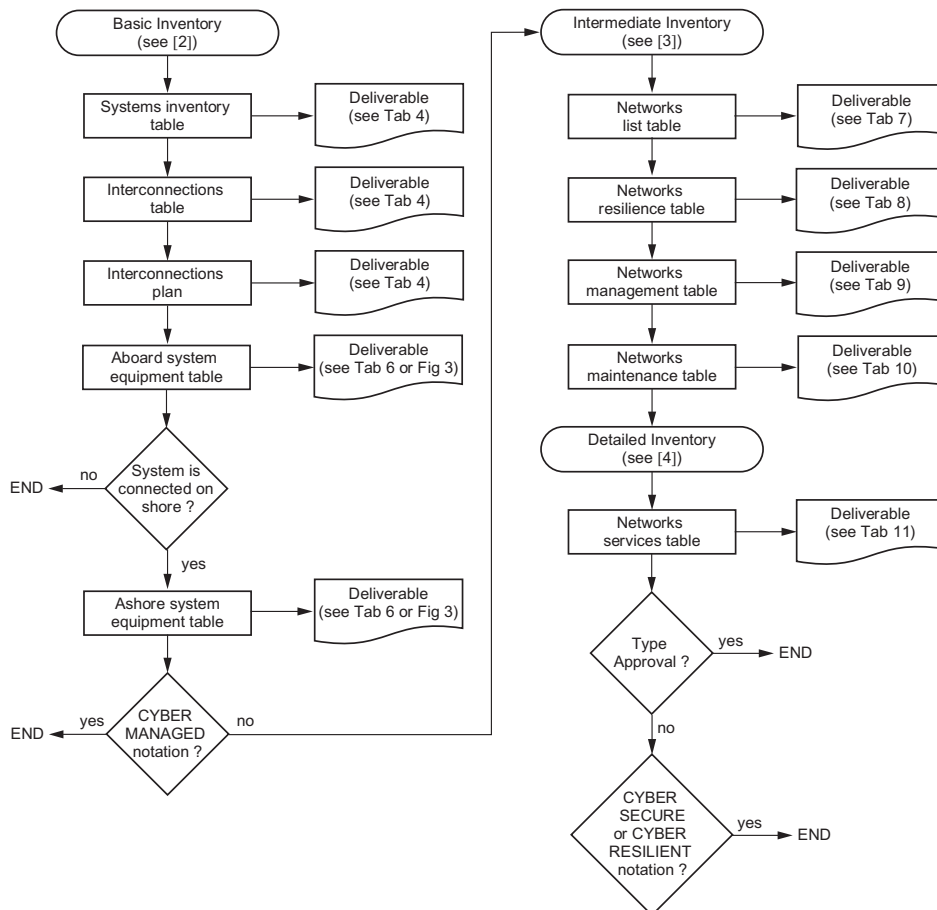 Basic Inventory
(see [2])
Systems inventory
table
Deliverable
(see Tab 4)
Interconnections
table
Deliverable
(see Tab 4)
Interconnections
plan
Deliverable
(see Tab 4)
Aboard system
equipment table
Deliverable
(see Tab 6 or Fig 3)
System is
connected on
shore ?
no
END
yes
Ashore system
equipment table
Deliverable
(see Tab 6 or Fig 3)
CYBER
MANAGED
notation ?
yes
END
no
Intermediate Inventory
(see [3])
Networks
list table
Deliverable
(see Tab 7)
Networks
resilience table
Deliverable
(see Tab 8)
Networks
management table
Deliverable
(see Tab 9)
Networks
maintenance table
Deliverable
(see Tab 10)
Detailed Inventory
(see [4])
Networks
services table
Deliverable
(see Tab 11)
Type
Approval ?
yes
END
no
CYBER
SECURE
or CYBER
RESILIENT
notation ?
yes
END